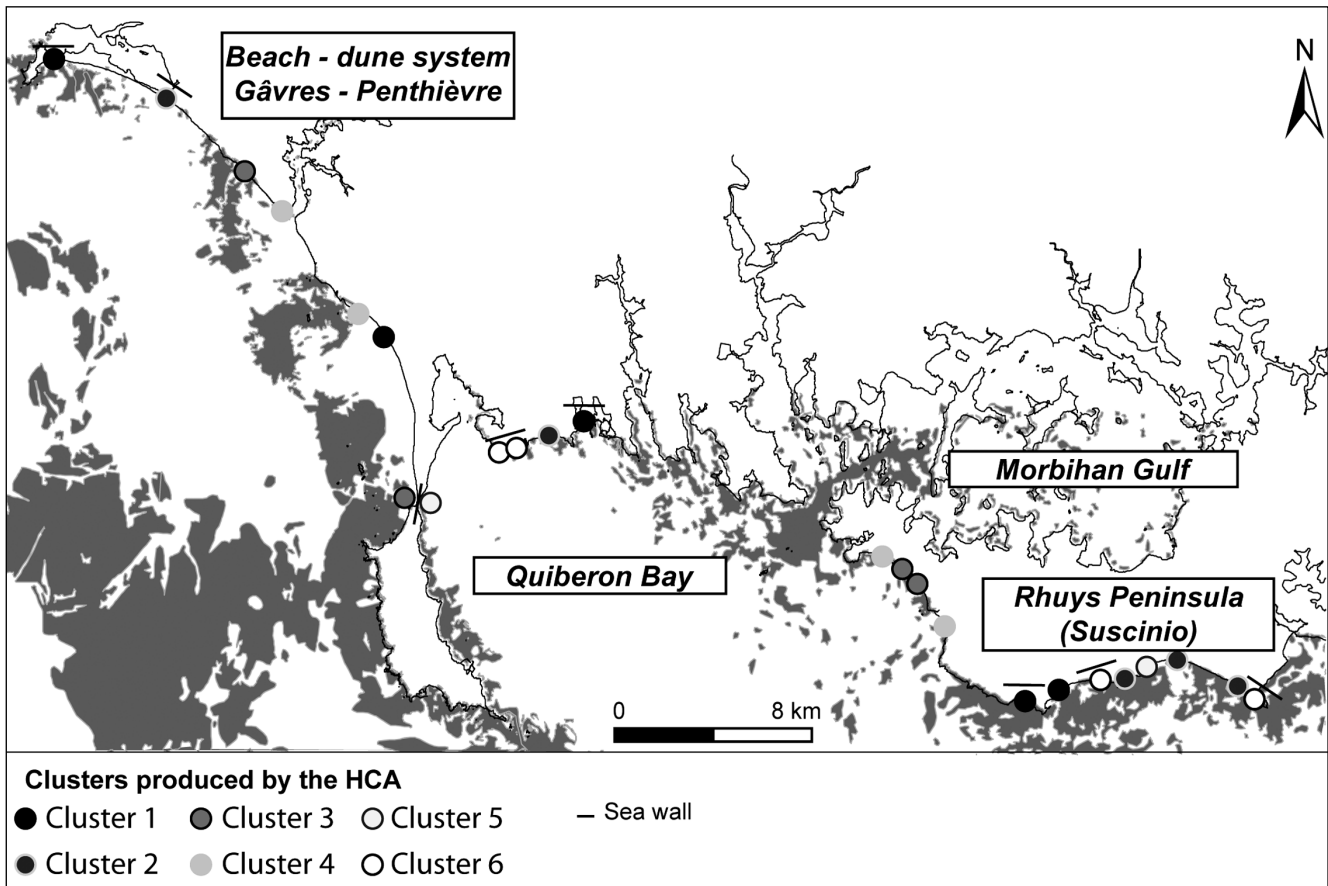 Beach - dune system
Gâvres - Penthièvre
N
Morbihan Gulf
Quiberon Bay
Rhuys Peninsula
(Suscinio)
0 8 km
Clusters produced by the HCA
Cluster 1 Cluster 3 Cluster 5 Sea wall
Cluster 2 Cluster 4 Cluster 6